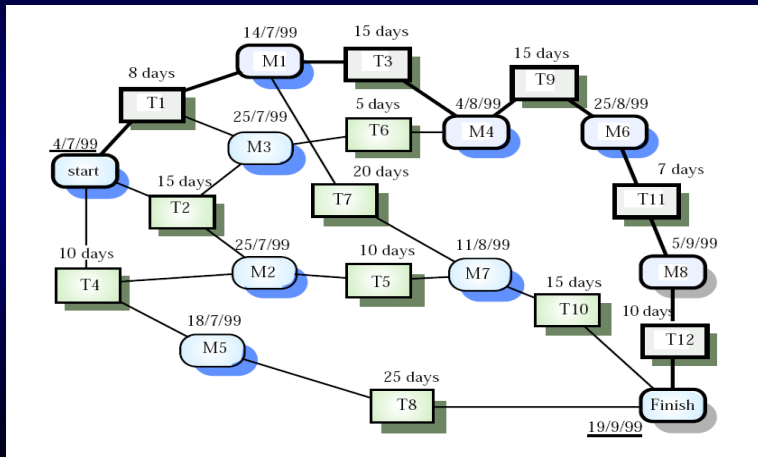 14/7/99
15 days
15 days
M1
T3
T9
8 days
T1
5 days
4/8/99
25/8/99
25/7/99
T6
M4
M6
4/7/99
M3
start
15 days
20 days
7 days
T2
T7
T11
25/7/99
10 days
11/8/99
5/9/99
10 days
M2
T5
M7
15 days
M8
T4
T10
10 days
18/7/99
T12
M5
25 days
T8
Finish
19/9/99